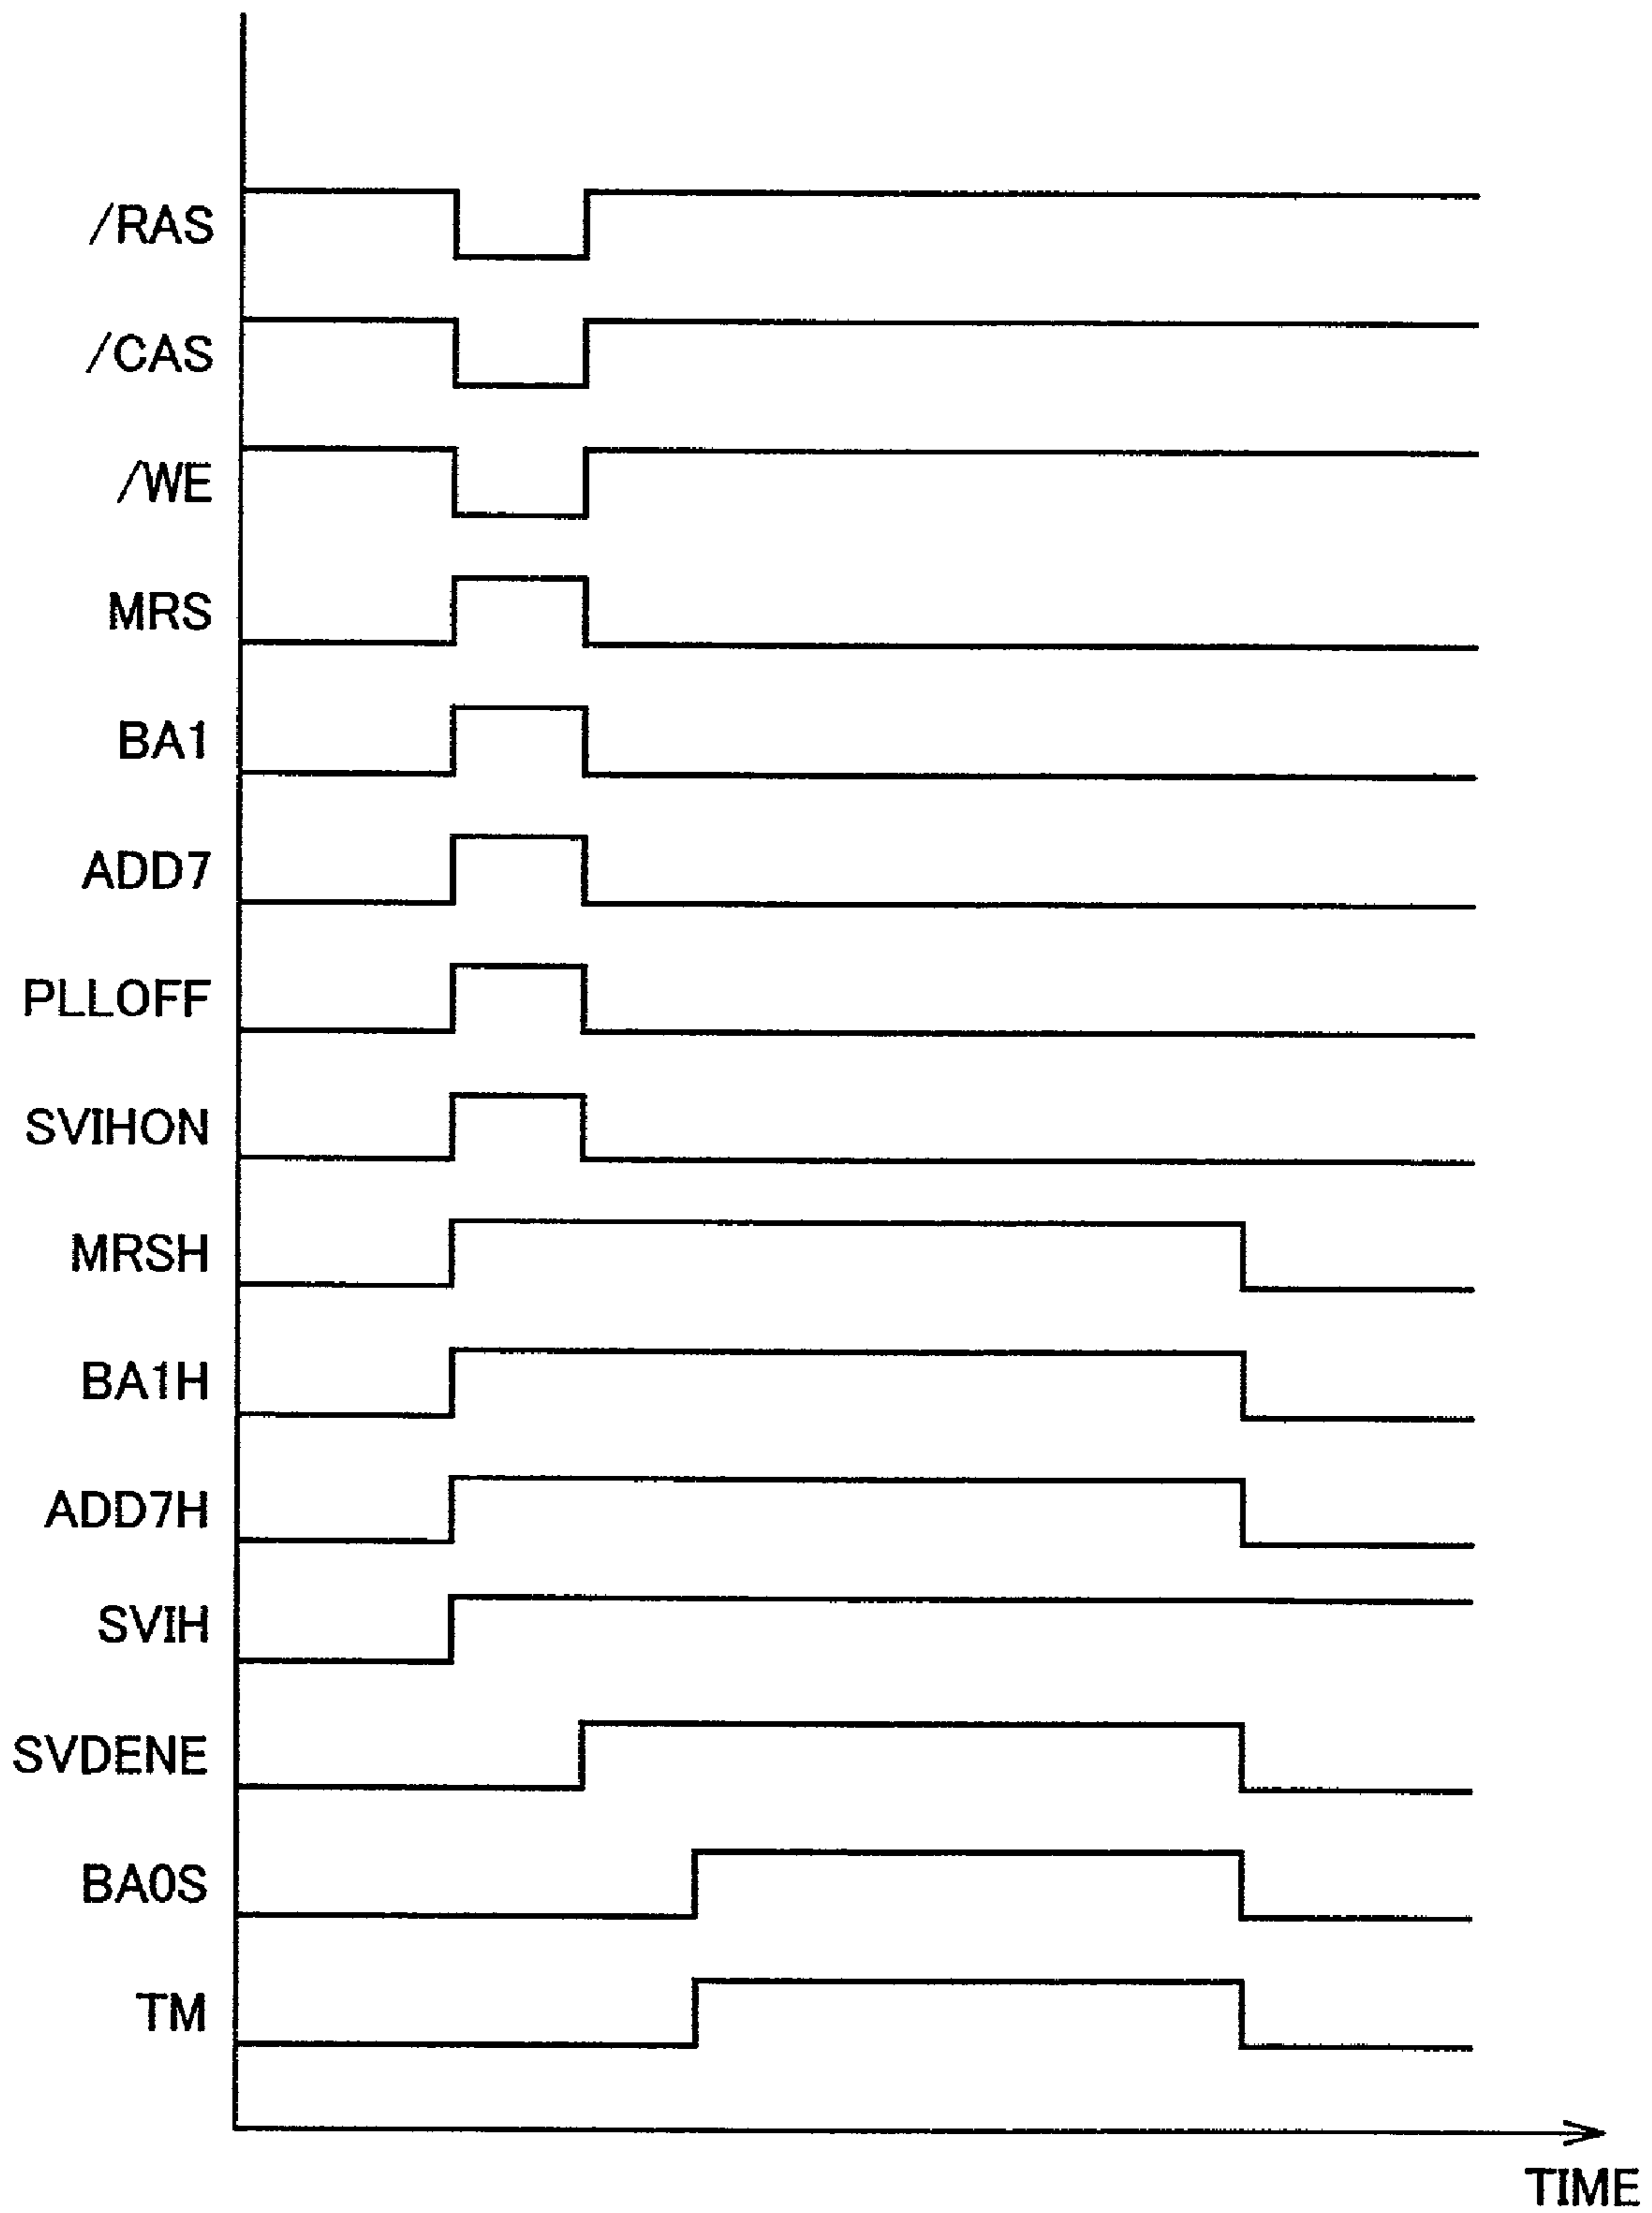 /RAS
/CAS
/WE
MRS
BA1
ADD7
PLLOFF
SVIHON
MRSH
BA1H
ADD7H
SVIH
SVDENE
BA0S
TM
TIME